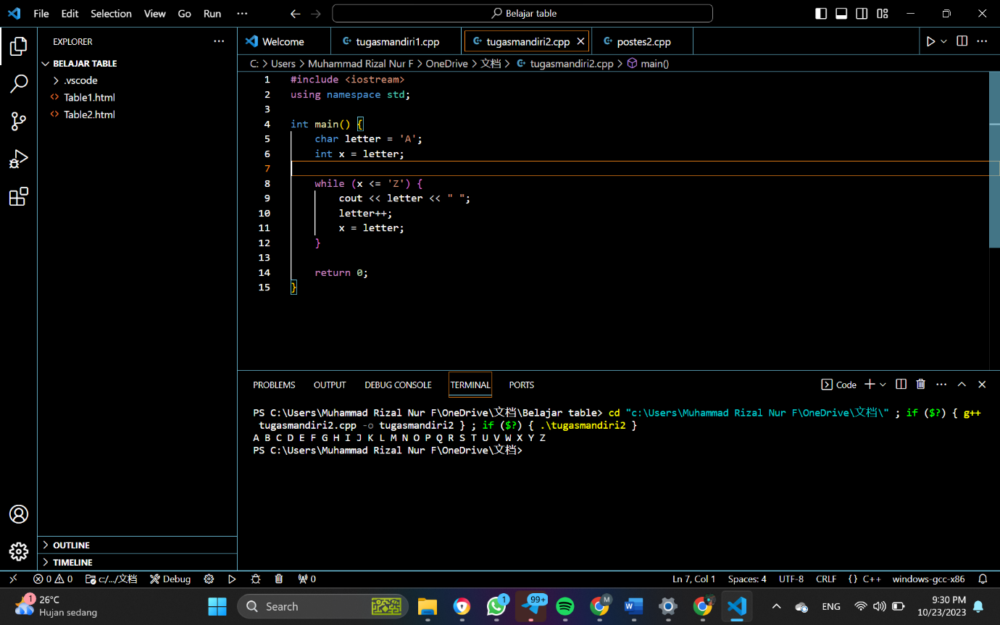 File Edit Selection View Go Run ··· Belajar table
EXPLORER ···
BELAJAR TABLE
.vscode
Table1.html
Table2.html
OUTLINE
TIMELINE
Welcome tugasmandiri1.cpp tugasmandiri2.cpp postes2.cpp
C: > Users > Muhammad Rizal Nur F > OneDrive > 文档 > tugasmandiri2.cpp > main()
1 #include <iostream>
2 using namespace std;
3
4 int main() {
5 char letter = 'A';
6 int x = letter;
7
8 while (x <= 'Z') {
9 cout << letter << " ";
10 letter++;
11 x = letter;
12 }
13
14 return 0;
15 }
PROBLEMS OUTPUT DEBUG CONSOLE TERMINAL PORTS Code
PS C:\Users\Muhammad Rizal Nur F\OneDrive\文档\Belajar table> cd "c:\Users\Muhammad Rizal Nur F\OneDrive\文档\" ; if ($?) { g++
tugasmandiri2.cpp -o tugasmandiri2 } ; if ($?) { .\tugasmandiri2 }
A B C D E F G H I J K L M N O P Q R S T U V W X Y Z
PS C:\Users\Muhammad Rizal Nur F\OneDrive\文档>
0 0 c:/.../文档 Debug 0 Ln 7, Col 1 Spaces: 4 UTF-8 CRLF {} C++ windows-gcc-x86
1 26°C
Hujan sedang
Search 1 99+ M W ENG
9:30 PM
10/23/2023